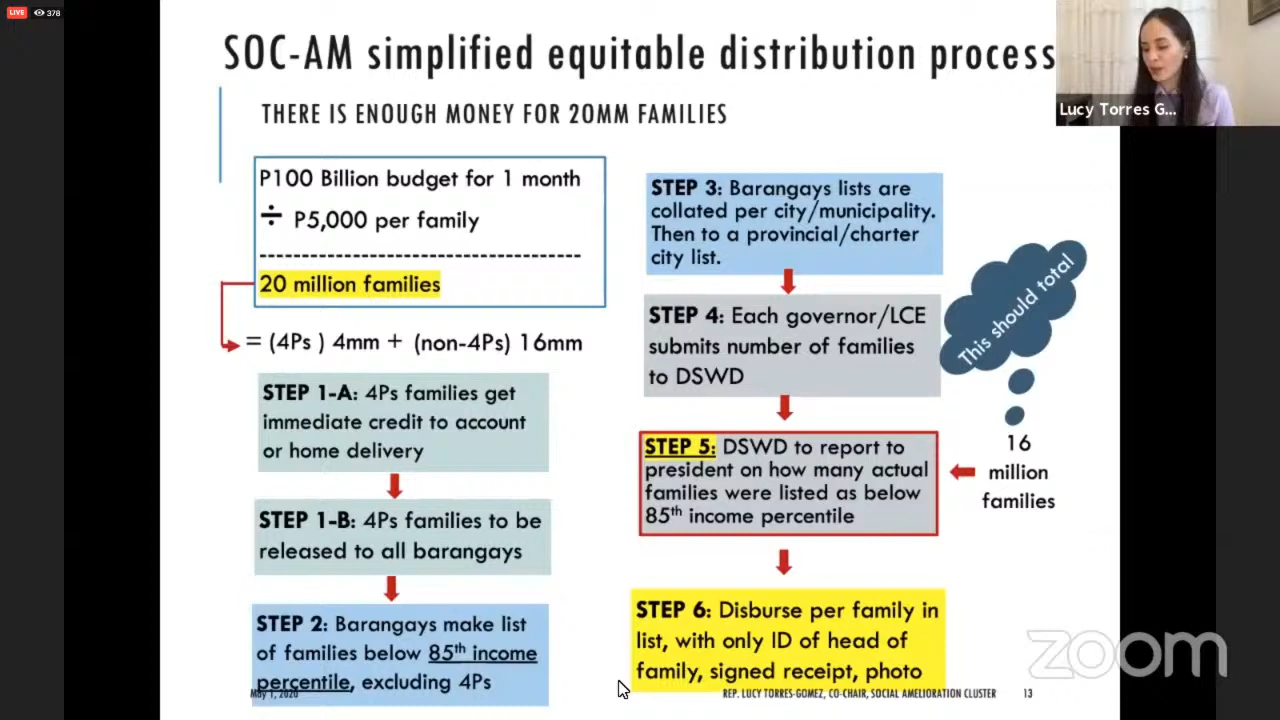 LIVE 378
SOC-AM simplified equitable distribution process
Lucy Torres G...
THERE IS ENOUGH MONEY FOR 20MM FAMILIES
P100 Billion budget for 1 month
÷ P5,000 per family
-------------------------------------
20 million families
= (4Ps ) 4mm + (non-4Ps) 16mm
STEP 1-A: 4Ps families get
immediate credit to account
or home delivery
STEP 1-B: 4Ps families to be
released to all barangays
STEP 2: Barangays make list
of families below 85th income
percentile, excluding 4Ps
STEP 3: Barangays lists are
collated per city/municipality.
Then to a provincial/charter
city list.
STEP 4: Each governor/LCE
submits number of families
to DSWD
This should total
16
million
families
STEP 5: DSWD to report to
president on how many actual
families were listed as below
85th income percentile
STEP 6: Disburse per family in
list, with only ID of head of
family, signed receipt, photo
zoom
May 1, 2020
REP. LUCY TORRES-GOMEZ, CO-CHAIR, SOCIAL AMELIORATION CLUSTER
13